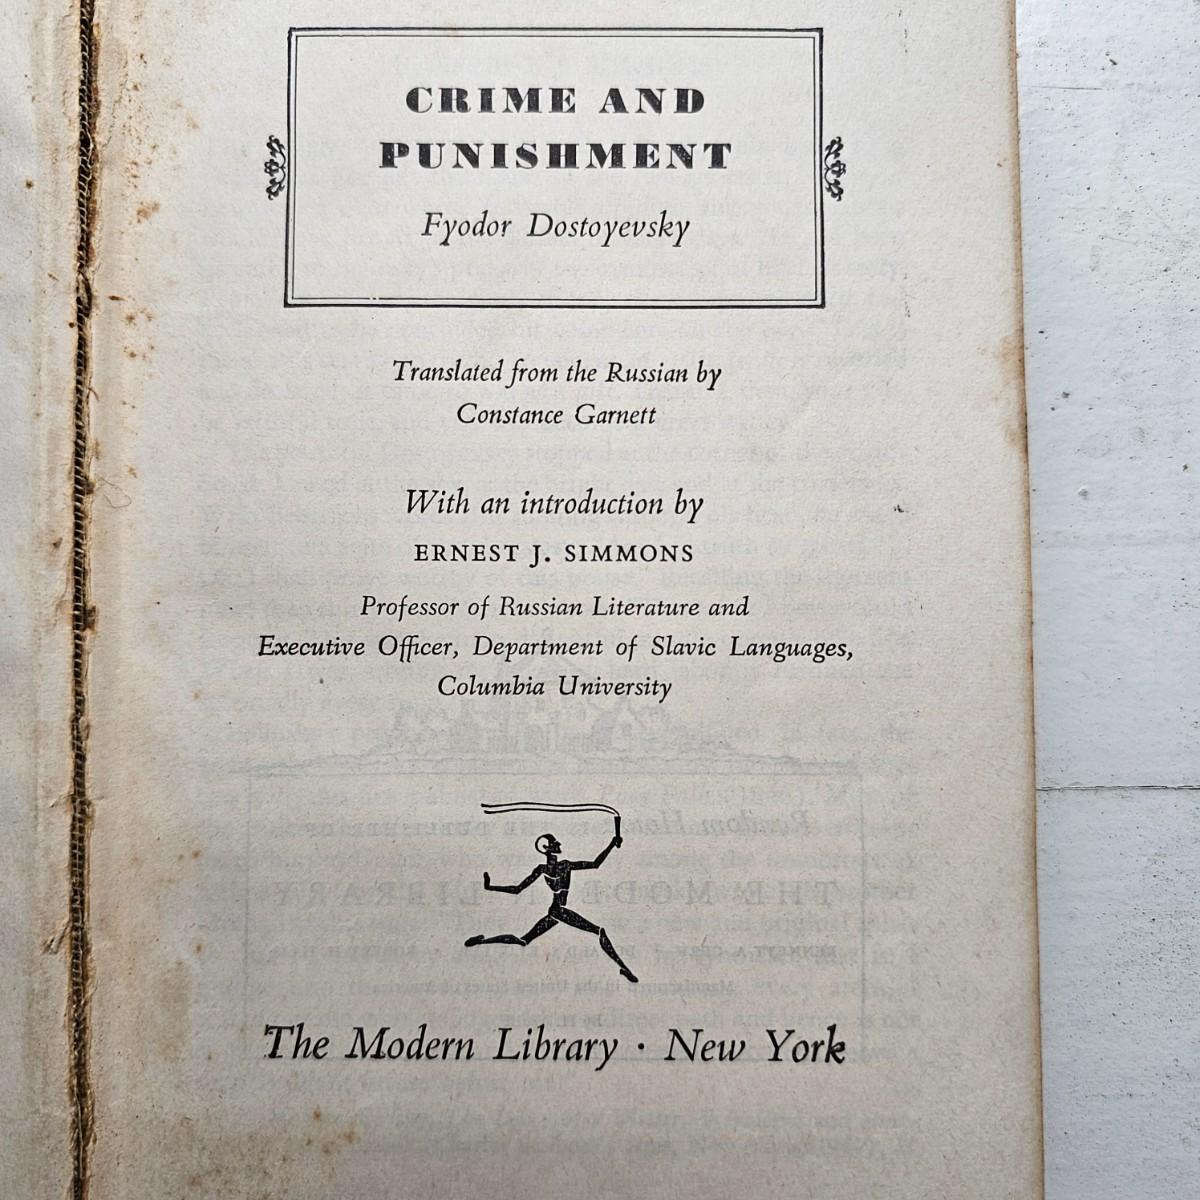 CRIME AND
PUNISHMENT
Fyodor Dostoyevsky
Translated from the Russian by
Constance Garnett
With an introduction by
ERNEST J. SIMMONS
Professor of Russian Literature and
Executive Officer, Department of Slavic Languages,
Columbia University
The Modern Library · New York